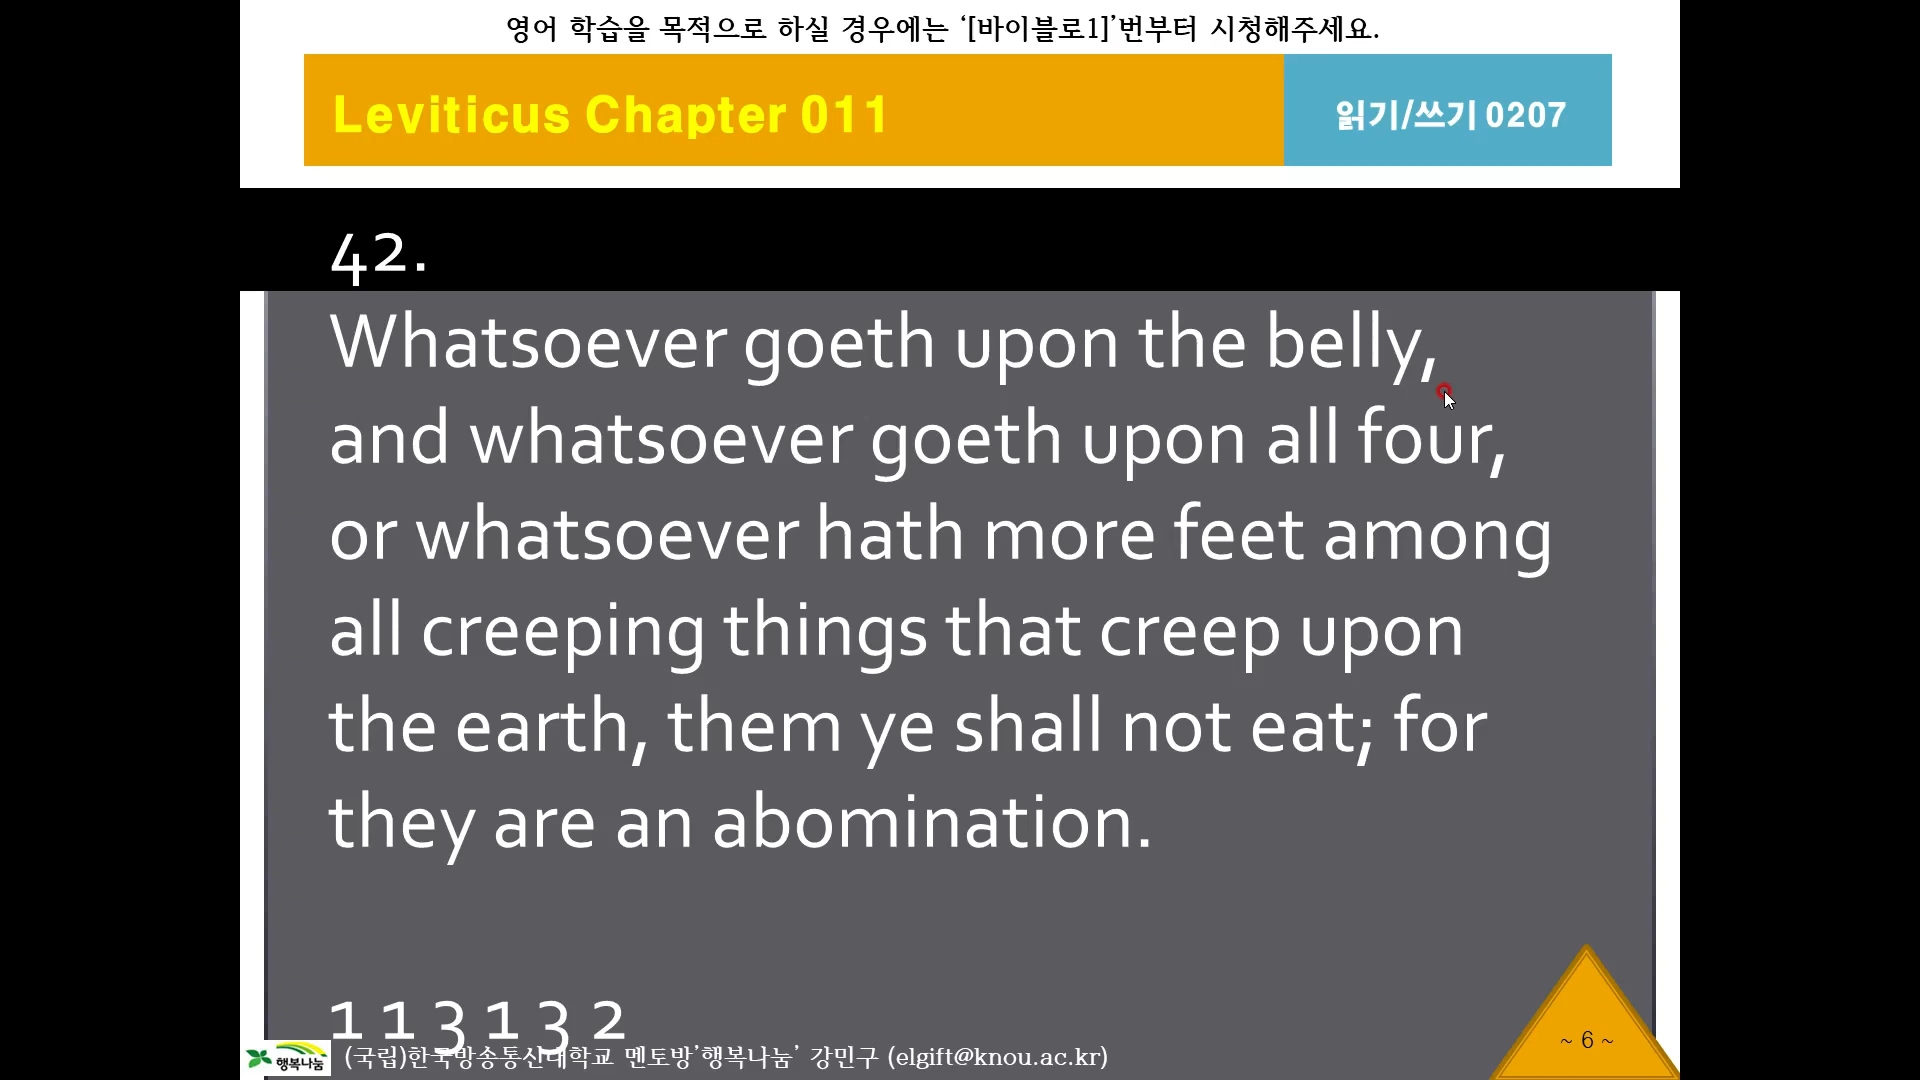 영어 학습을 목적으로 하실 경우에는 ‘[바이블로1]’번부터 시청해주세요.
Leviticus Chapter 011
읽기/쓰기 0207
42.
Whatsoever goeth upon the belly,
and whatsoever goeth upon all four,
or whatsoever hath more feet among
all creeping things that creep upon
the earth, them ye shall not eat; for
they are an abomination.
1 1 3 1 3 2
행복나눔
(국립)한국방송통신대학교 멘토방’행복나눔’ 강민구 (elgift@knou.ac.kr)
~ 6 ~